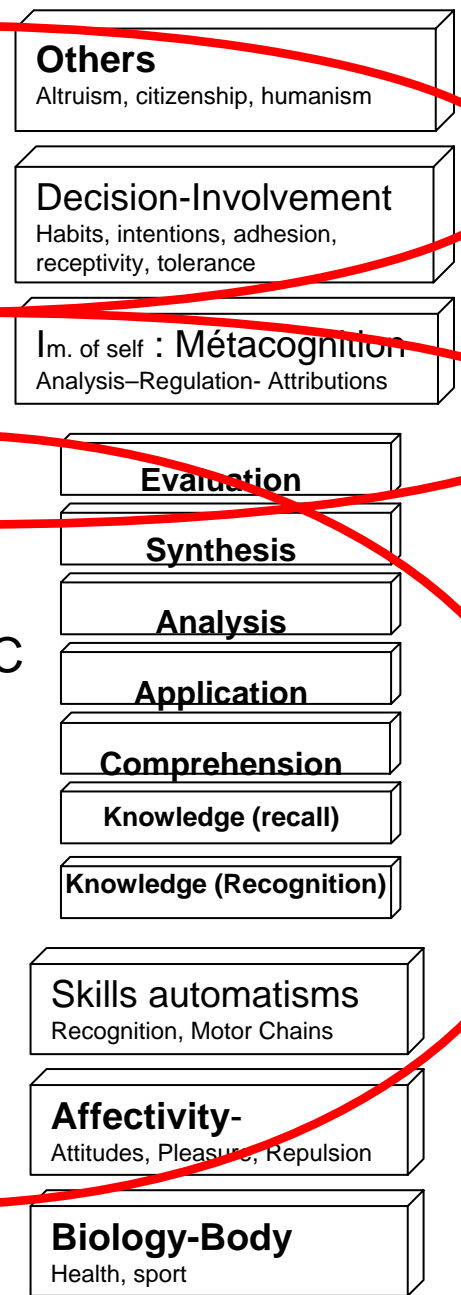 Others
Altruism, citizenship, humanism
Decision-Involvement
Habits, intentions, adhesion,
receptivity, tolerance
Im. of self : Métacognition
Analysis–Regulation- Attributions
Evaluation
Synthesis
Analysis
C
Application
Comprehension
Knowledge (recall)
Knowledge (Recognition)
Skills automatisms
Recognition, Motor Chains
Affectivity-
Attitudes, Pleasure, Repulsion
Biology-Body
Health, sport